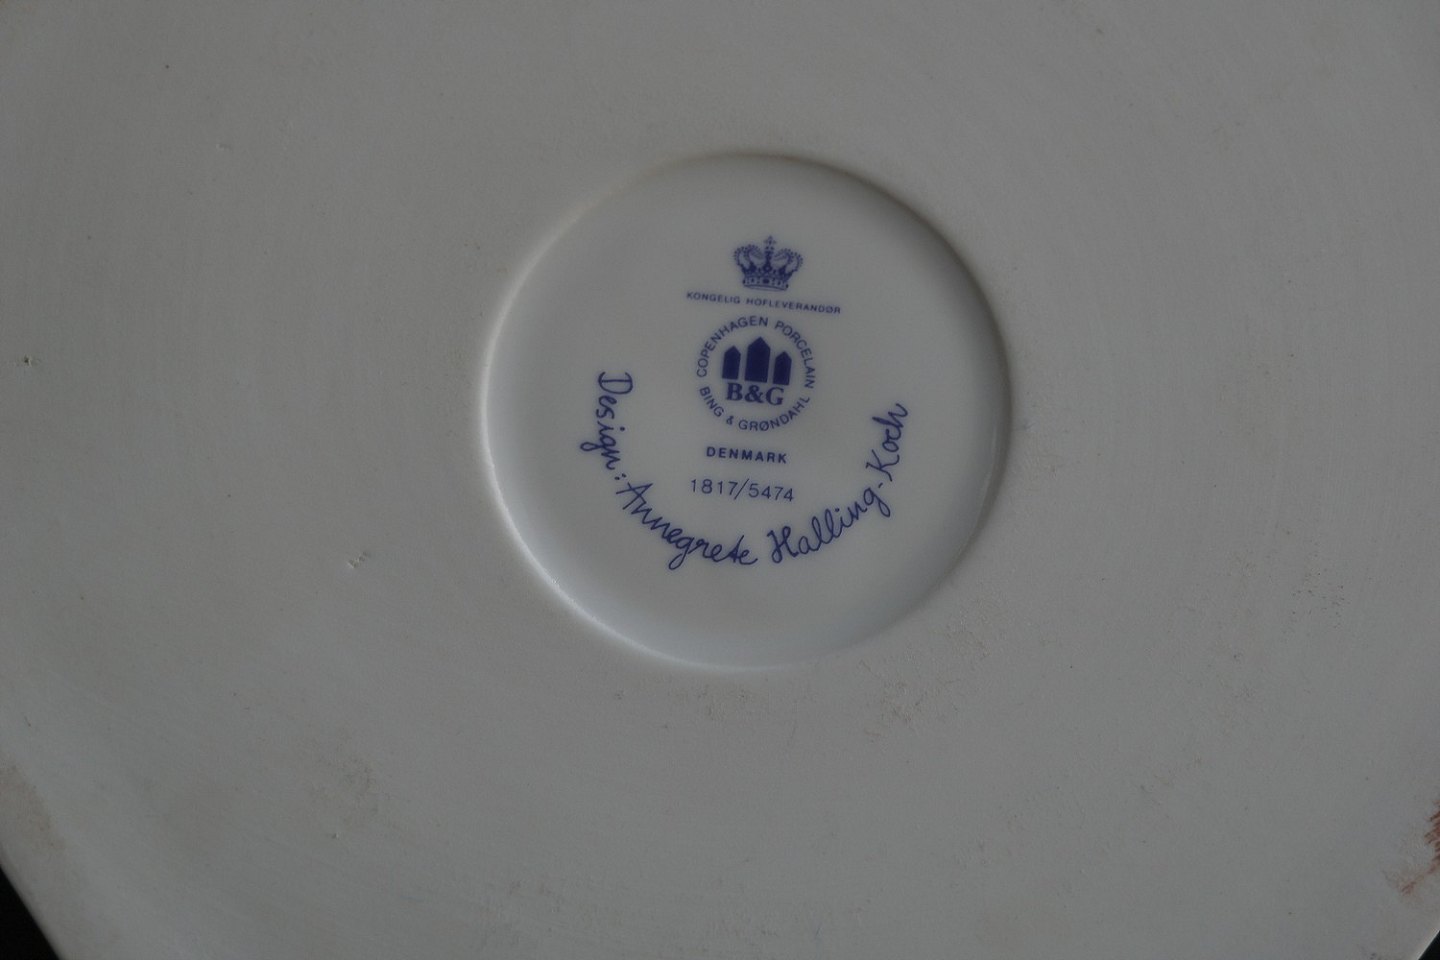 KONGELIG HOFLEVERANDØR
COPENHAGEN PORCELAIN
B&G
BING & GRØNDAHL
DENMARK
1817/5474
Design: Annegrete Halling-Koch